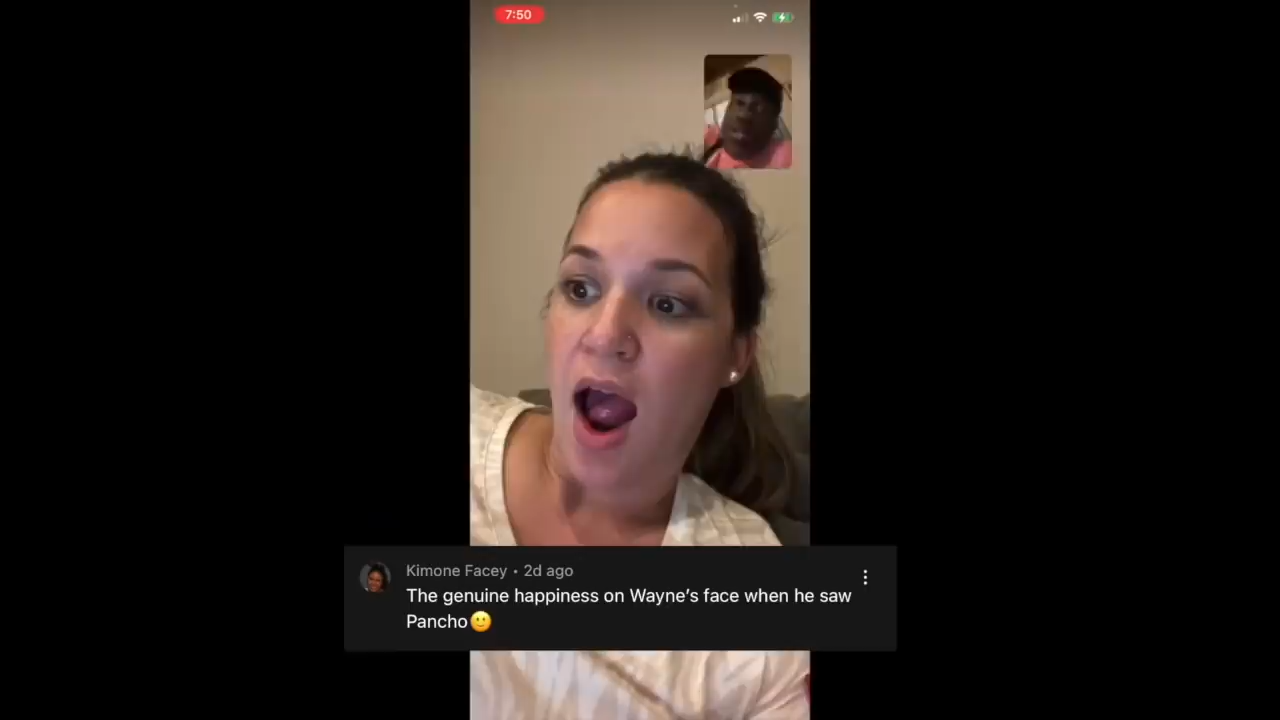 7:50
Kimone Facey • 2d ago
The genuine happiness on Wayne's face when he saw
Pancho🙂